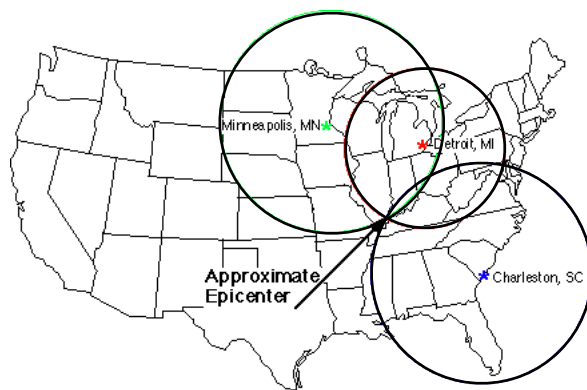 Minneapolis, MN
Detroit, MI
Approximate
Epicenter
Charleston, SC